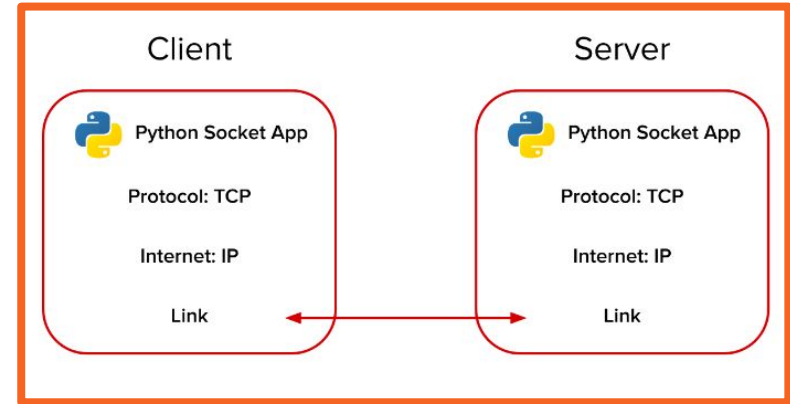 Client
Python Socket App
Protocol: TCP
Internet: IP
Link
Server
Python Socket App
Protocol: TCP
Internet: IP
Link